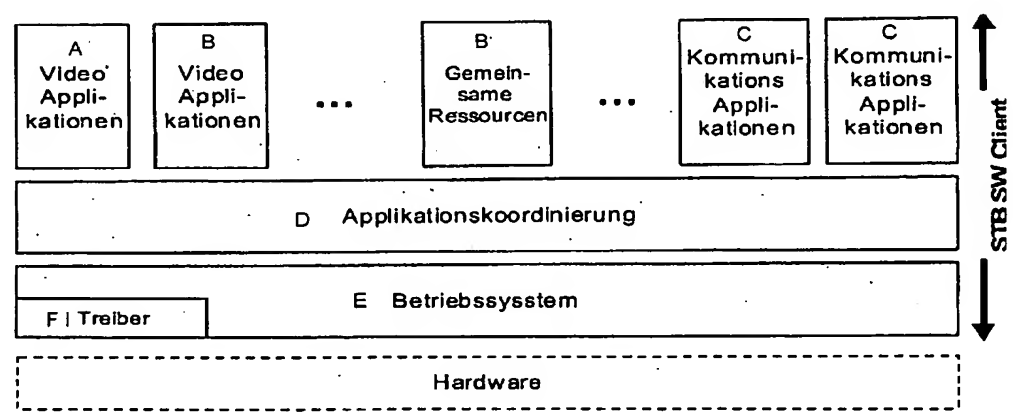 A
Video
Appli-
kationen
B
Video
Appli-
kationen
...
B
Gemein-
same
Ressourcen
...
C
Kommuni-
kations
Appli-
kationen
C
Kommuni-
kations
Appli-
kationen
D Applikationskoordinierung
E Betriebssysstem
F | Treiber
Hardware
STB SW Client